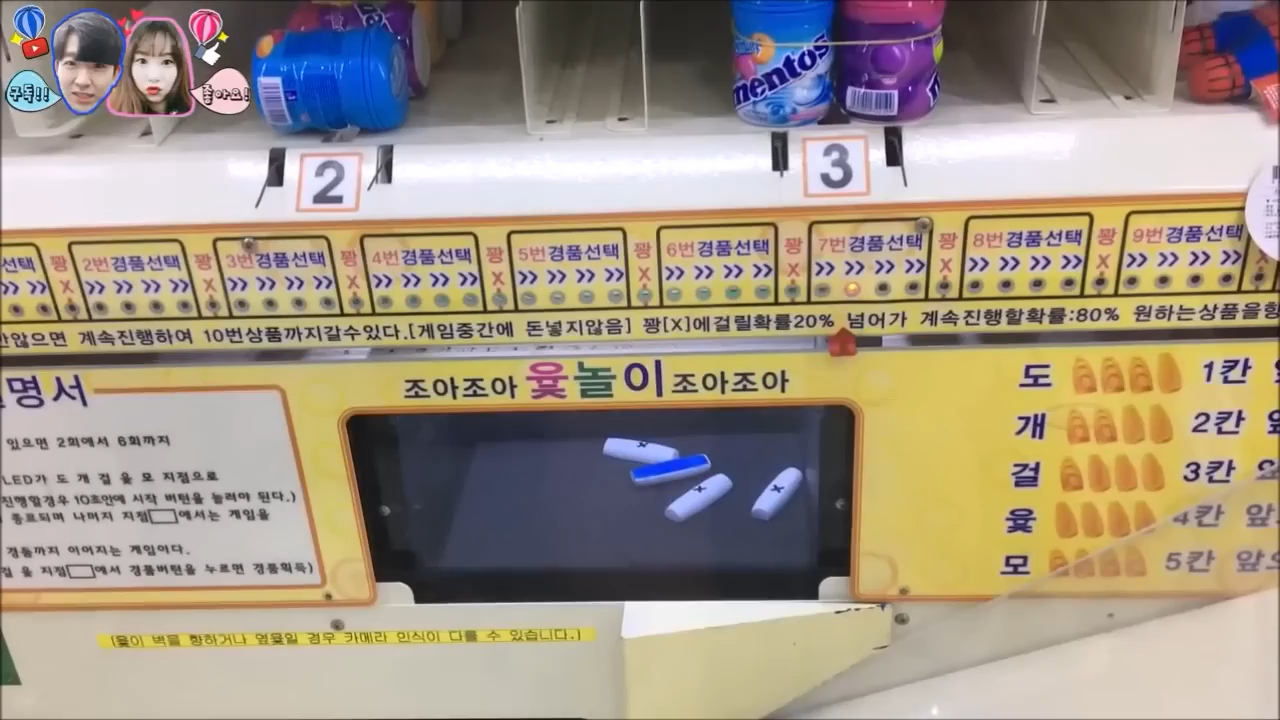 구독!!
좋아요!
mentos
2
3
선택 꽝 X 2번경품선택 꽝 X 3번경품선택 꽝 X 4번경품선택 꽝 X 5번경품선택 꽝 X 6번경품선택 꽝 X 7번경품선택 꽝 X 8번경품선택 꽝 X 9번경품선택
않으면 계속진행하여 10번상품까지갈수있다.[게임중간에 돈넣지않음] 꽝[X]에걸릴확률20% 넘어가 계속진행할확률:80% 원하는상품을향
명서
조아조아 윷놀이 조아조아
있으면 2회에서 6회까지
LED가 도 개 걸 윷 모 지점으로
진행할경우 10초안에 시작 버턴을 눌러야 된다.)
종료되며 나머지 지점 에서는 게임을
경품까지 이어지는 게임이다.
걸 윷 지점 에서 경품버턴을 누르면 경품획득)
도 1칸 앞
개 2칸 앞
걸 3칸 앞
윷 4칸 앞
모 5칸 앞으
(윷이 벽을 향하거나 옆윷일 경우 카메라 인식이 다를 수 있습니다.)